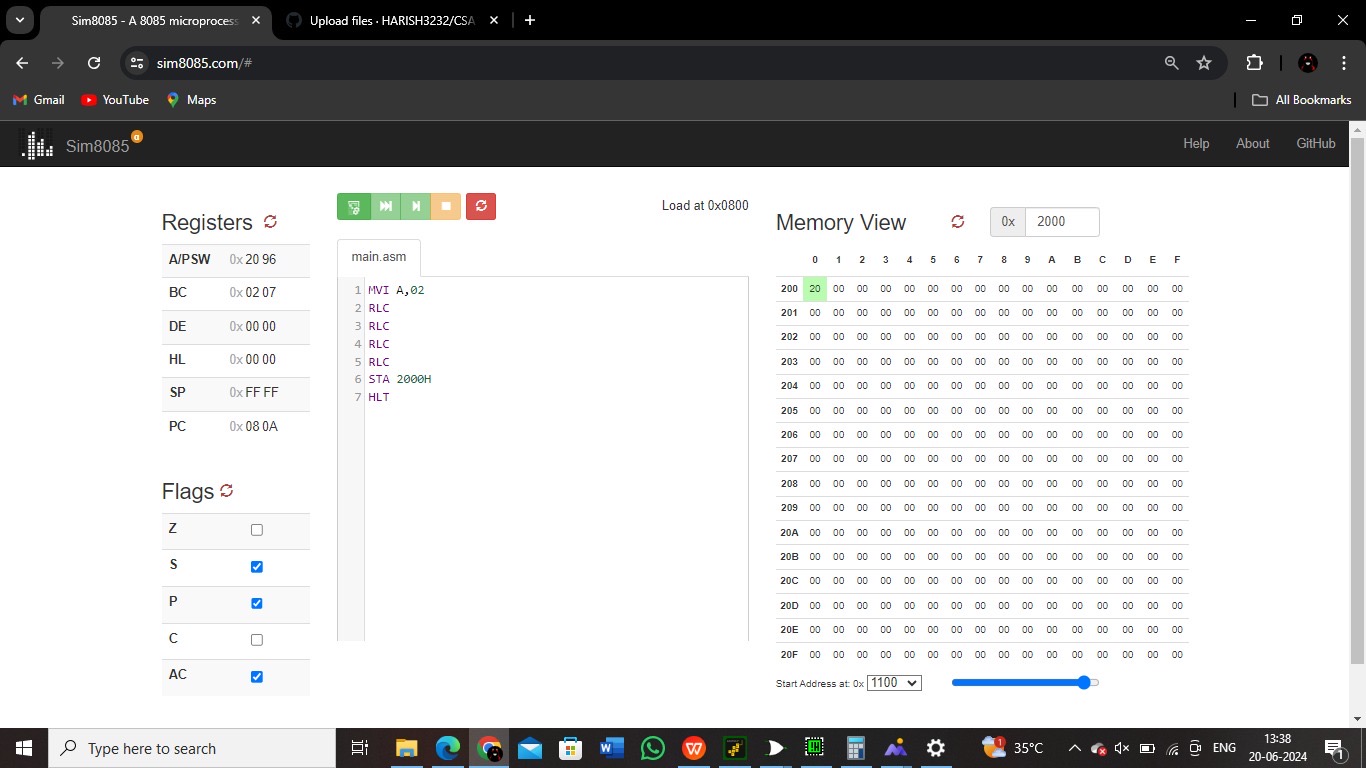 Sim8085 - A 8085 microprocess
Upload files · HARISH3232/CSA
sim8085.com/#
Gmail
YouTube
Maps
All Bookmarks
Sim8085 α
Help
About
GitHub
Registers
A/PSW 0x 20 96
BC 0x 02 07
DE 0x 00 00
HL 0x 00 00
SP 0x FF FF
PC 0x 08 0A
Flags
Z
S
P
C
AC
Load at 0x0800
main.asm
1 MVI A,02
2 RLC
3 RLC
4 RLC
5 RLC
6 STA 2000H
7 HLT
Memory View 0x 2000
0 1 2 3 4 5 6 7 8 9 A B C D E F
200 20 00 00 00 00 00 00 00 00 00 00 00 00 00 00 00
201 00 00 00 00 00 00 00 00 00 00 00 00 00 00 00 00
202 00 00 00 00 00 00 00 00 00 00 00 00 00 00 00 00
203 00 00 00 00 00 00 00 00 00 00 00 00 00 00 00 00
204 00 00 00 00 00 00 00 00 00 00 00 00 00 00 00 00
205 00 00 00 00 00 00 00 00 00 00 00 00 00 00 00 00
206 00 00 00 00 00 00 00 00 00 00 00 00 00 00 00 00
207 00 00 00 00 00 00 00 00 00 00 00 00 00 00 00 00
208 00 00 00 00 00 00 00 00 00 00 00 00 00 00 00 00
209 00 00 00 00 00 00 00 00 00 00 00 00 00 00 00 00
20A 00 00 00 00 00 00 00 00 00 00 00 00 00 00 00 00
20B 00 00 00 00 00 00 00 00 00 00 00 00 00 00 00 00
20C 00 00 00 00 00 00 00 00 00 00 00 00 00 00 00 00
20D 00 00 00 00 00 00 00 00 00 00 00 00 00 00 00 00
20E 00 00 00 00 00 00 00 00 00 00 00 00 00 00 00 00
20F 00 00 00 00 00 00 00 00 00 00 00 00 00 00 00 00
Start Address at: 0x 1100
Type here to search
1
35°C
ENG
13:38
20-06-2024
1